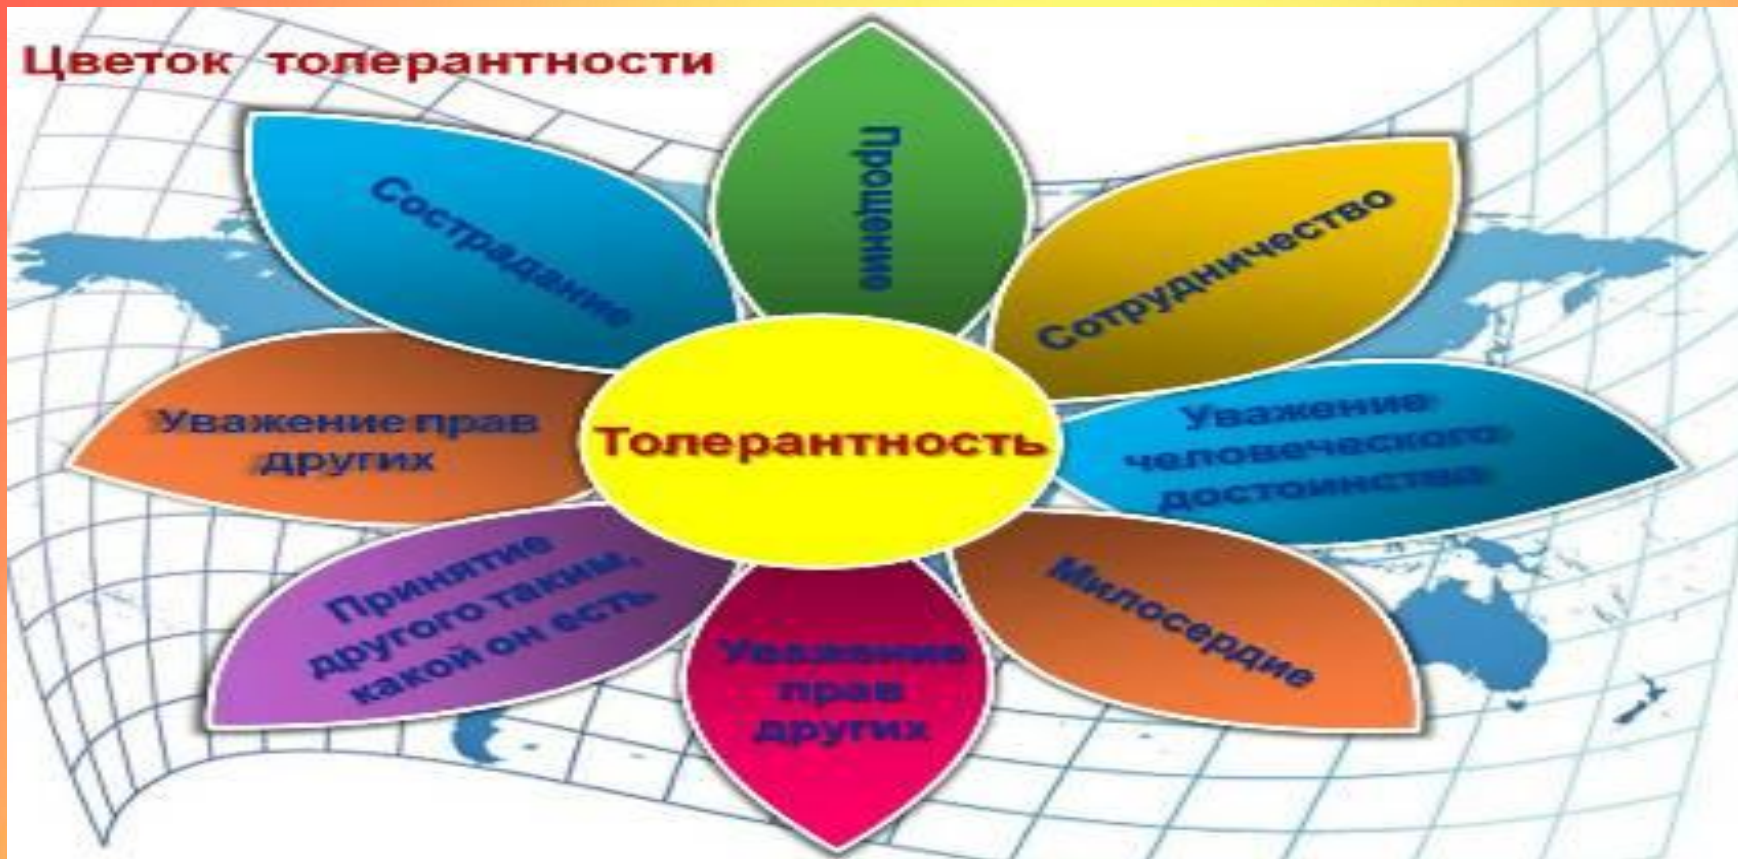 Цветок толерантности
Прощение
Сострадание
Сотрудничество
Уважение прав
других
Толерантность
Уважение
человеческого
достоинства
Принятие
другого таким,
какой он есть
Уважение
прав
других
Милосердие